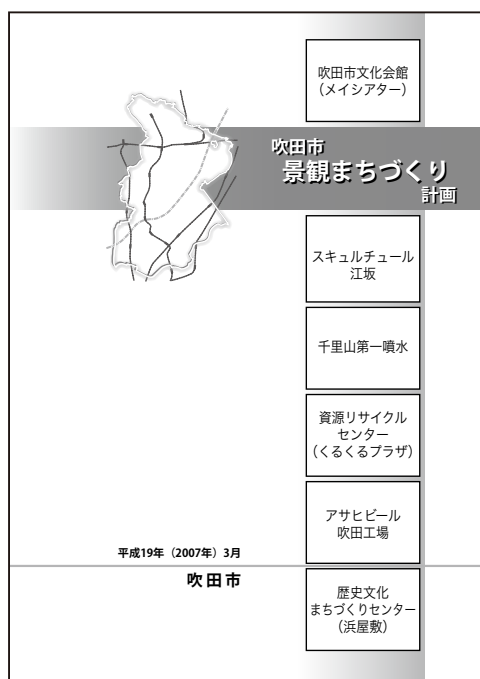 吹田市文化会館
（メイシアター）
吹田市
景観まちづくり
計画
スキュルチュール
江坂
千里山第一噴水
資源リサイクル
センター
（くるくるプラザ）
アサヒビール
吹田工場
平成19年（2007年）3月
吹田市
歴史文化
まちづくりセンター
（浜屋敷）